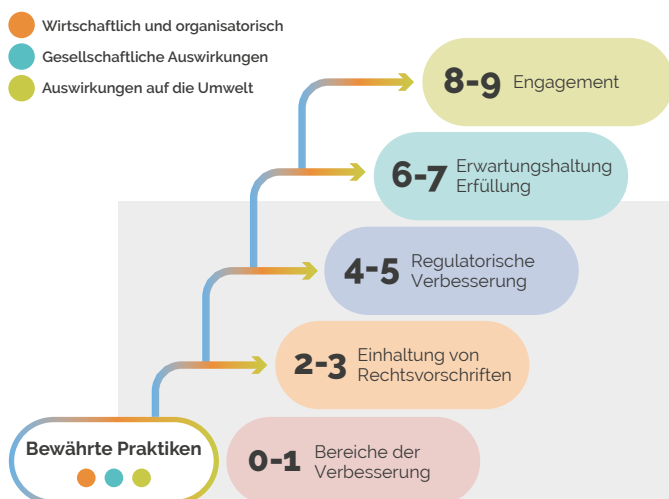 Wirtschaftlich und organisatorisch
Gesellschaftliche Auswirkungen
Auswirkungen auf die Umwelt
8-9 Engagement
6-7 Erwartungshaltung
Erfüllung
4-5 Regulatorische
Verbesserung
2-3 Einhaltung von
Rechtsvorschriften
Bewährte Praktiken
0-1 Bereiche der
Verbesserung